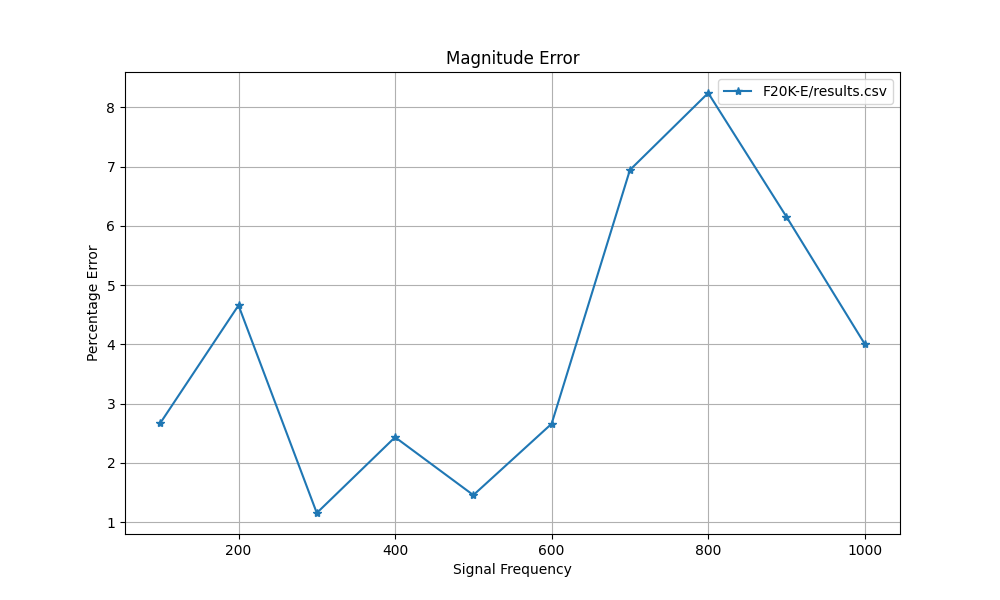 Magnitude Error
F20K-E/results.csv
Percentage Error
8
7
6
5
4
3
2
1
200 400 600 800 1000
Signal Frequency